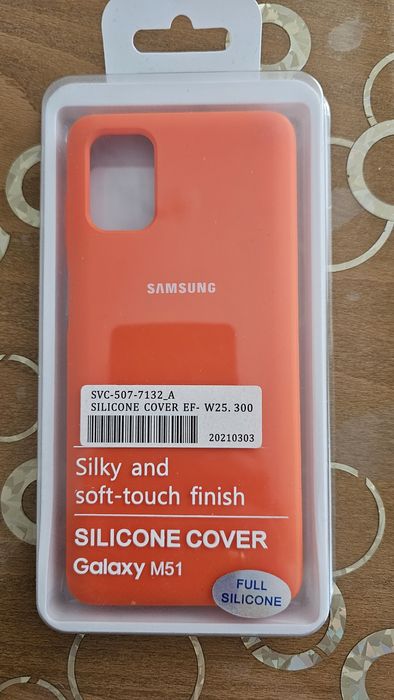 SAMSUNG
SVC-507-7132_A
SILICONE COVER EF- W25.300
20210303
Silky and
soft-touch finish
SILICONE COVER
Galaxy M51
FULL
SILICONE